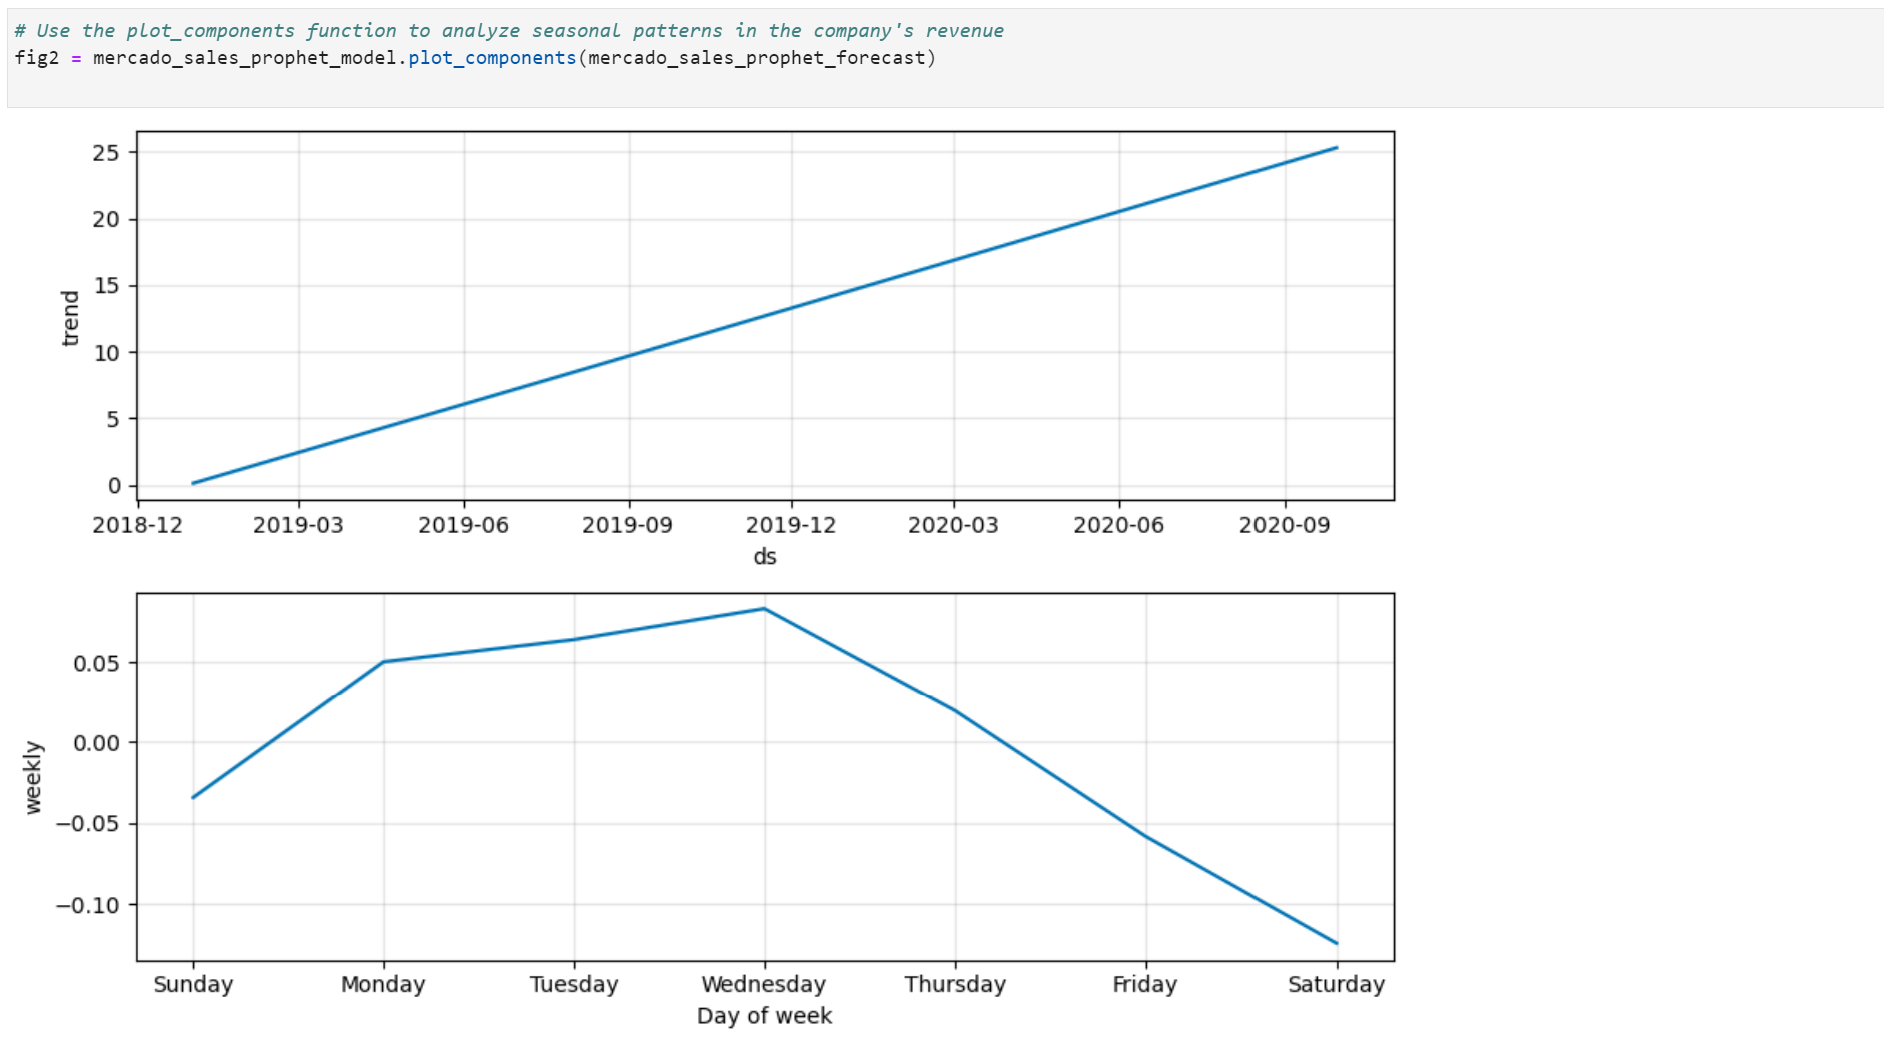 # Use the plot_components function to analyze seasonal patterns in the company's revenue
fig2 = mercado_sales_prophet_model.plot_components(mercado_sales_prophet_forecast)
25
20
15
10
5
0
trend
2018-12 2019-03 2019-06 2019-09 2019-12 2020-03 2020-06 2020-09
ds
0.05
0.00
−0.05
−0.10
weekly
Sunday Monday Tuesday Wednesday Thursday Friday Saturday
Day of week